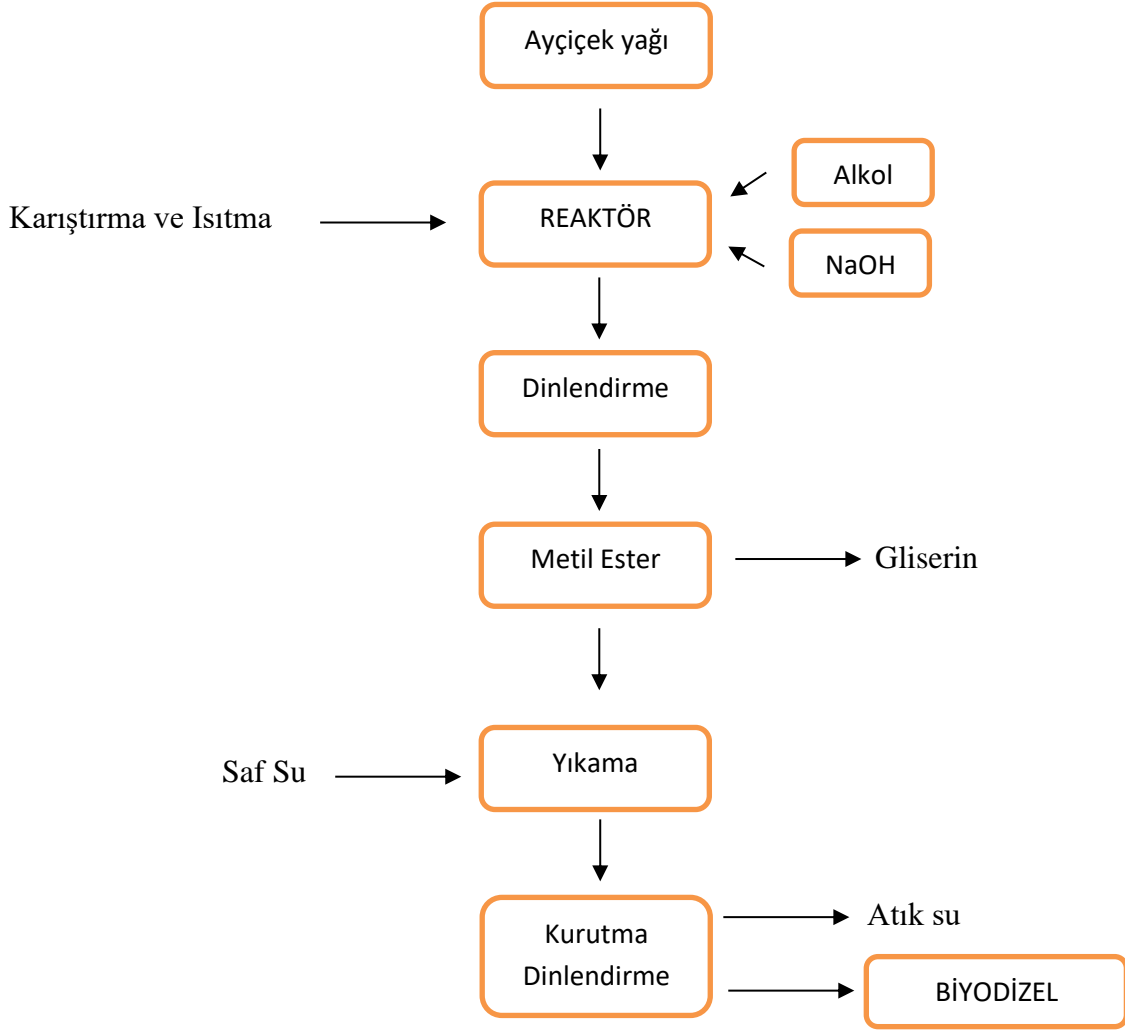 Ayçiçek yağı
Alkol
Karıştırma ve Isıtma
REAKTÖR
NaOH
Dinlendirme
Metil Ester
Gliserin
Saf Su
Yıkama
Kurutma
Dinlendirme
Atık su
BİYODİZEL